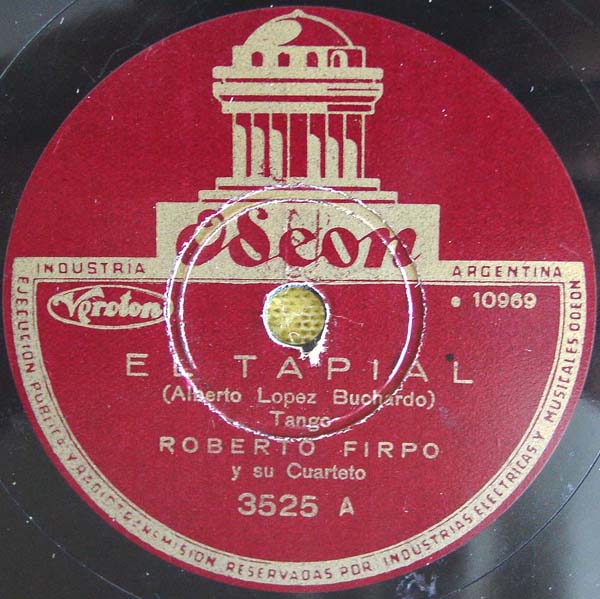 Odeon
INDUSTRIA ARGENTINA
Veroton
10969
EL TAPIAL
(Alberto Lopez Buchardo)
Tango
ROBERTO FIRPO
y su Cuarteto
3525 A
EJECUCION PUBLICA Y RADIOTRANSMISION RESERVADAS POR INDUSTRIAS ELECTRICAS Y MUSICALES ODEON